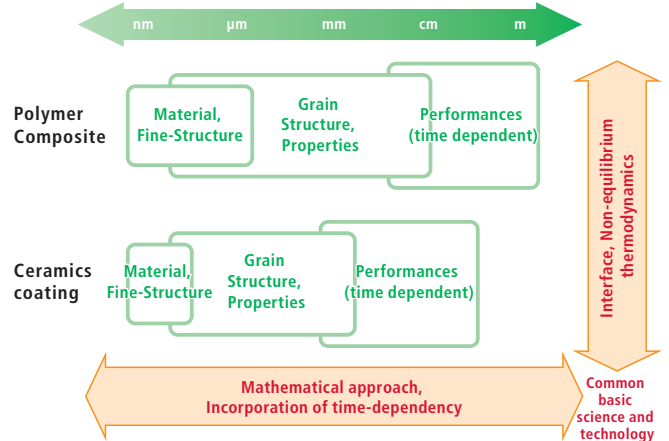 nm µm mm cm m
Polymer
Composite
Material,
Fine-Structure
Grain
Structure,
Properties
Performances
(time dependent)
Ceramics
coating
Material,
Fine-Structure
Grain
Structure,
Properties
Performances
(time dependent)
Interface, Non-equilibrium
thermodynamics
Mathematical approach,
Incorporation of time-dependency
Common
basic
science and
technology